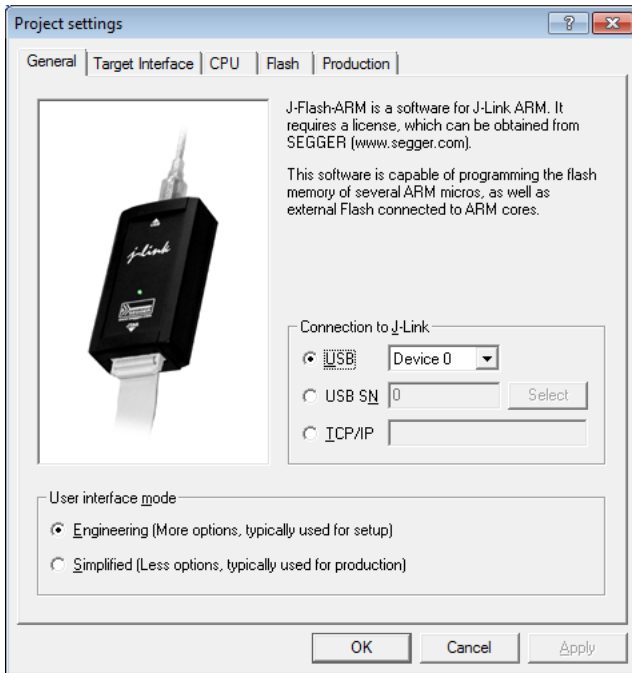 Project settings
General Target Interface CPU Flash Production
J-Flash-ARM is a software for J-Link ARM. It
requires a license, which can be obtained from
SEGGER (www.segger.com).
This software is capable of programming the flash
memory of several ARM micros, as well as
external Flash connected to ARM cores.
j-link
Connection to J-Link
USB Device 0
USB SN 0 Select
TCP/IP
User interface mode
Engineering (More options, typically used for setup)
Simplified (Less options, typically used for production)
OK Cancel Apply